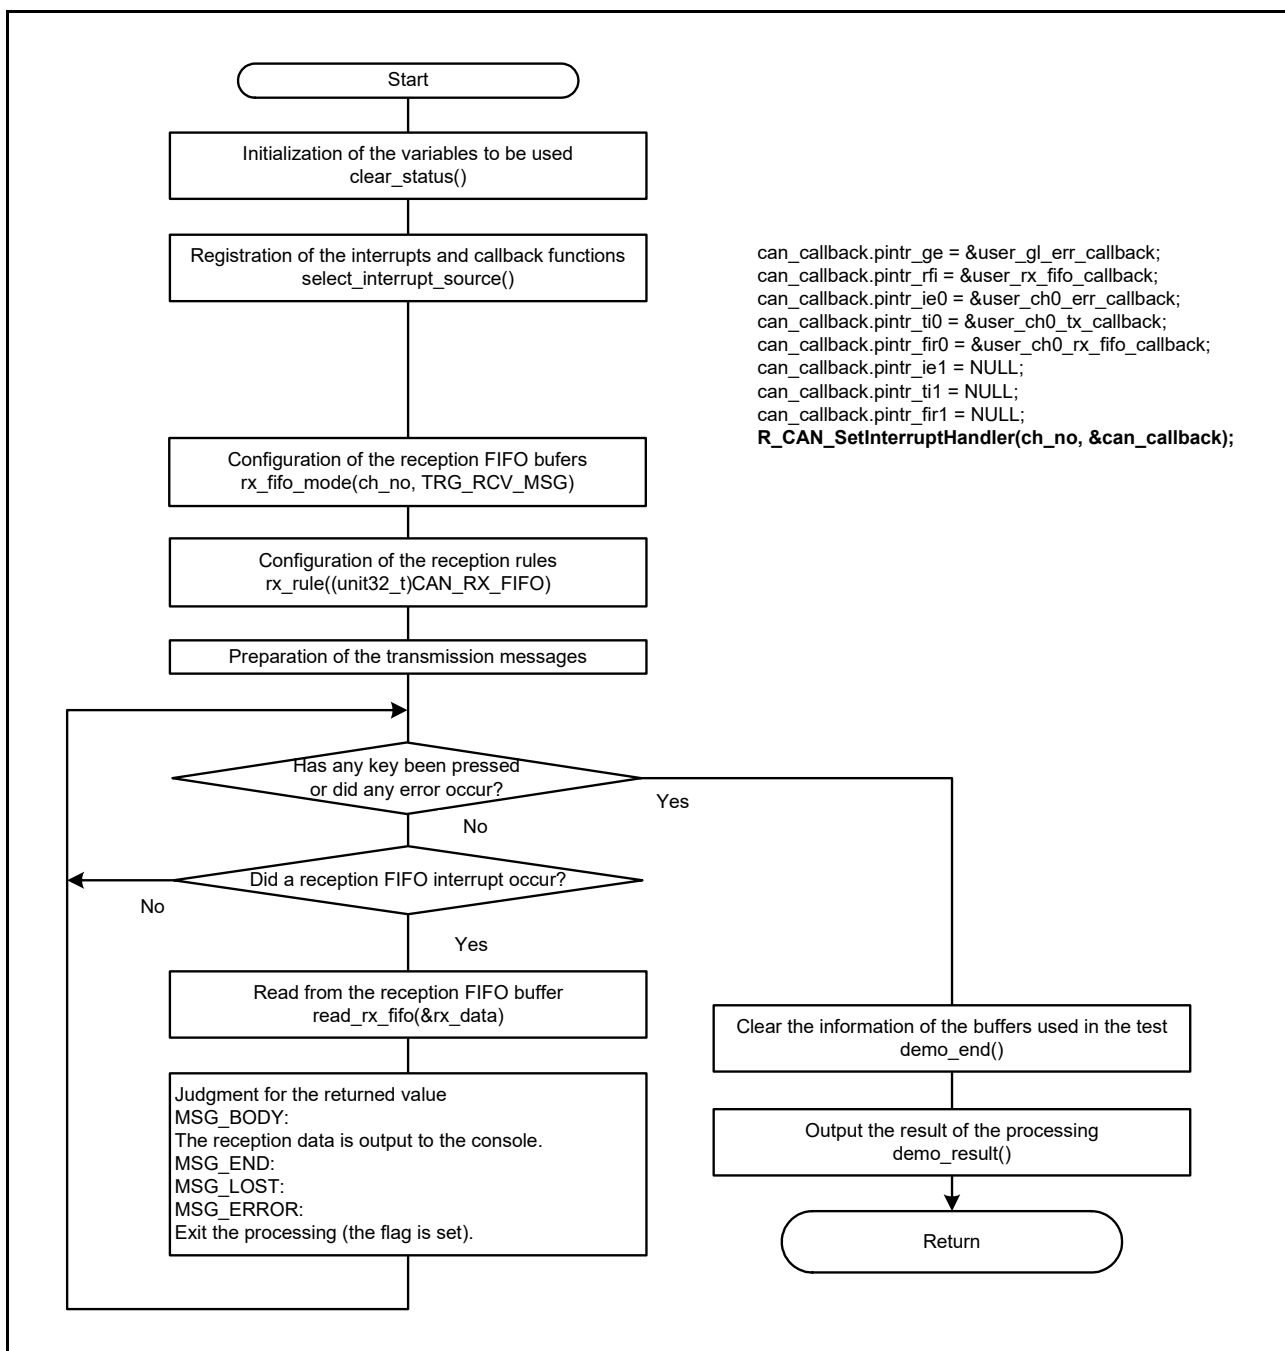 Start
Initialization of the variables to be used
clear_status()
Registration of the interrupts and callback functions
select_interrupt_source()
can_callback.pintr_ge = &user_gl_err_callback;
can_callback.pintr_rfi = &user_rx_fifo_callback;
can_callback.pintr_ie0 = &user_ch0_err_callback;
can_callback.pintr_ti0 = &user_ch0_tx_callback;
can_callback.pintr_fir0 = &user_ch0_rx_fifo_callback;
can_callback.pintr_ie1 = NULL;
can_callback.pintr_ti1 = NULL;
can_callback.pintr_fir1 = NULL;
R_CAN_SetInterruptHandler(ch_no, &can_callback);
Configuration of the reception FIFO bufers
rx_fifo_mode(ch_no, TRG_RCV_MSG)
Configuration of the reception rules
rx_rule((unit32_t)CAN_RX_FIFO)
Preparation of the transmission messages
Has any key been pressed
or did any error occur?
Yes
No
Did a reception FIFO interrupt occur?
No
Yes
Read from the reception FIFO buffer
read_rx_fifo(&rx_data)
Judgment for the returned value
MSG_BODY:
The reception data is output to the console.
MSG_END:
MSG_LOST:
MSG_ERROR:
Exit the processing (the flag is set).
Clear the information of the buffers used in the test
demo_end()
Output the result of the processing
demo_result()
Return